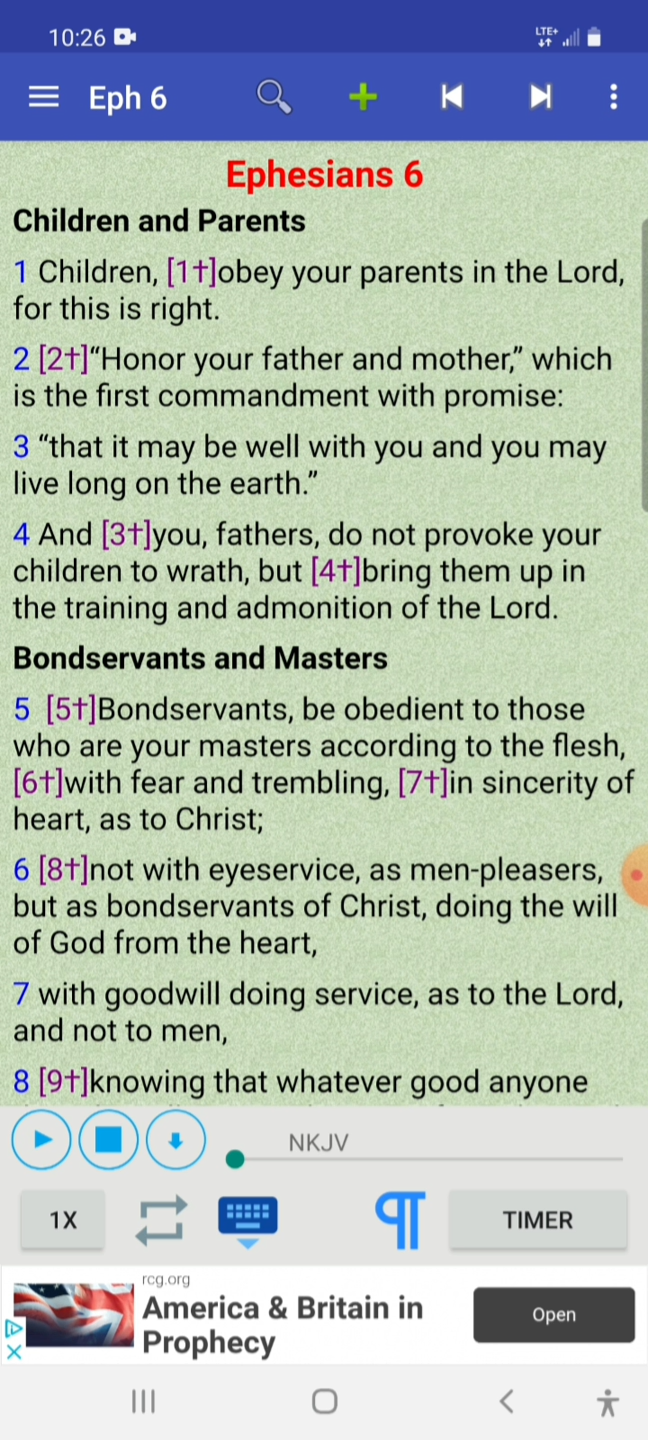 10:26
LTE+
Eph 6
Ephesians 6
Children and Parents
1 Children, [1†]obey your parents in the Lord,
for this is right.
2 [2†]“Honor your father and mother,” which
is the first commandment with promise:
3 “that it may be well with you and you may
live long on the earth.”
4 And [3†]you, fathers, do not provoke your
children to wrath, but [4†]bring them up in
the training and admonition of the Lord.
Bondservants and Masters
5 [5†]Bondservants, be obedient to those
who are your masters according to the flesh,
[6†]with fear and trembling, [7†]in sincerity of
heart, as to Christ;
6 [8†]not with eyeservice, as men-pleasers,
but as bondservants of Christ, doing the will
of God from the heart,
7 with goodwill doing service, as to the Lord,
and not to men,
8 [9†]knowing that whatever good anyone
NKJV
1X
¶
TIMER
rcg.org
America & Britain in
Prophecy
Open